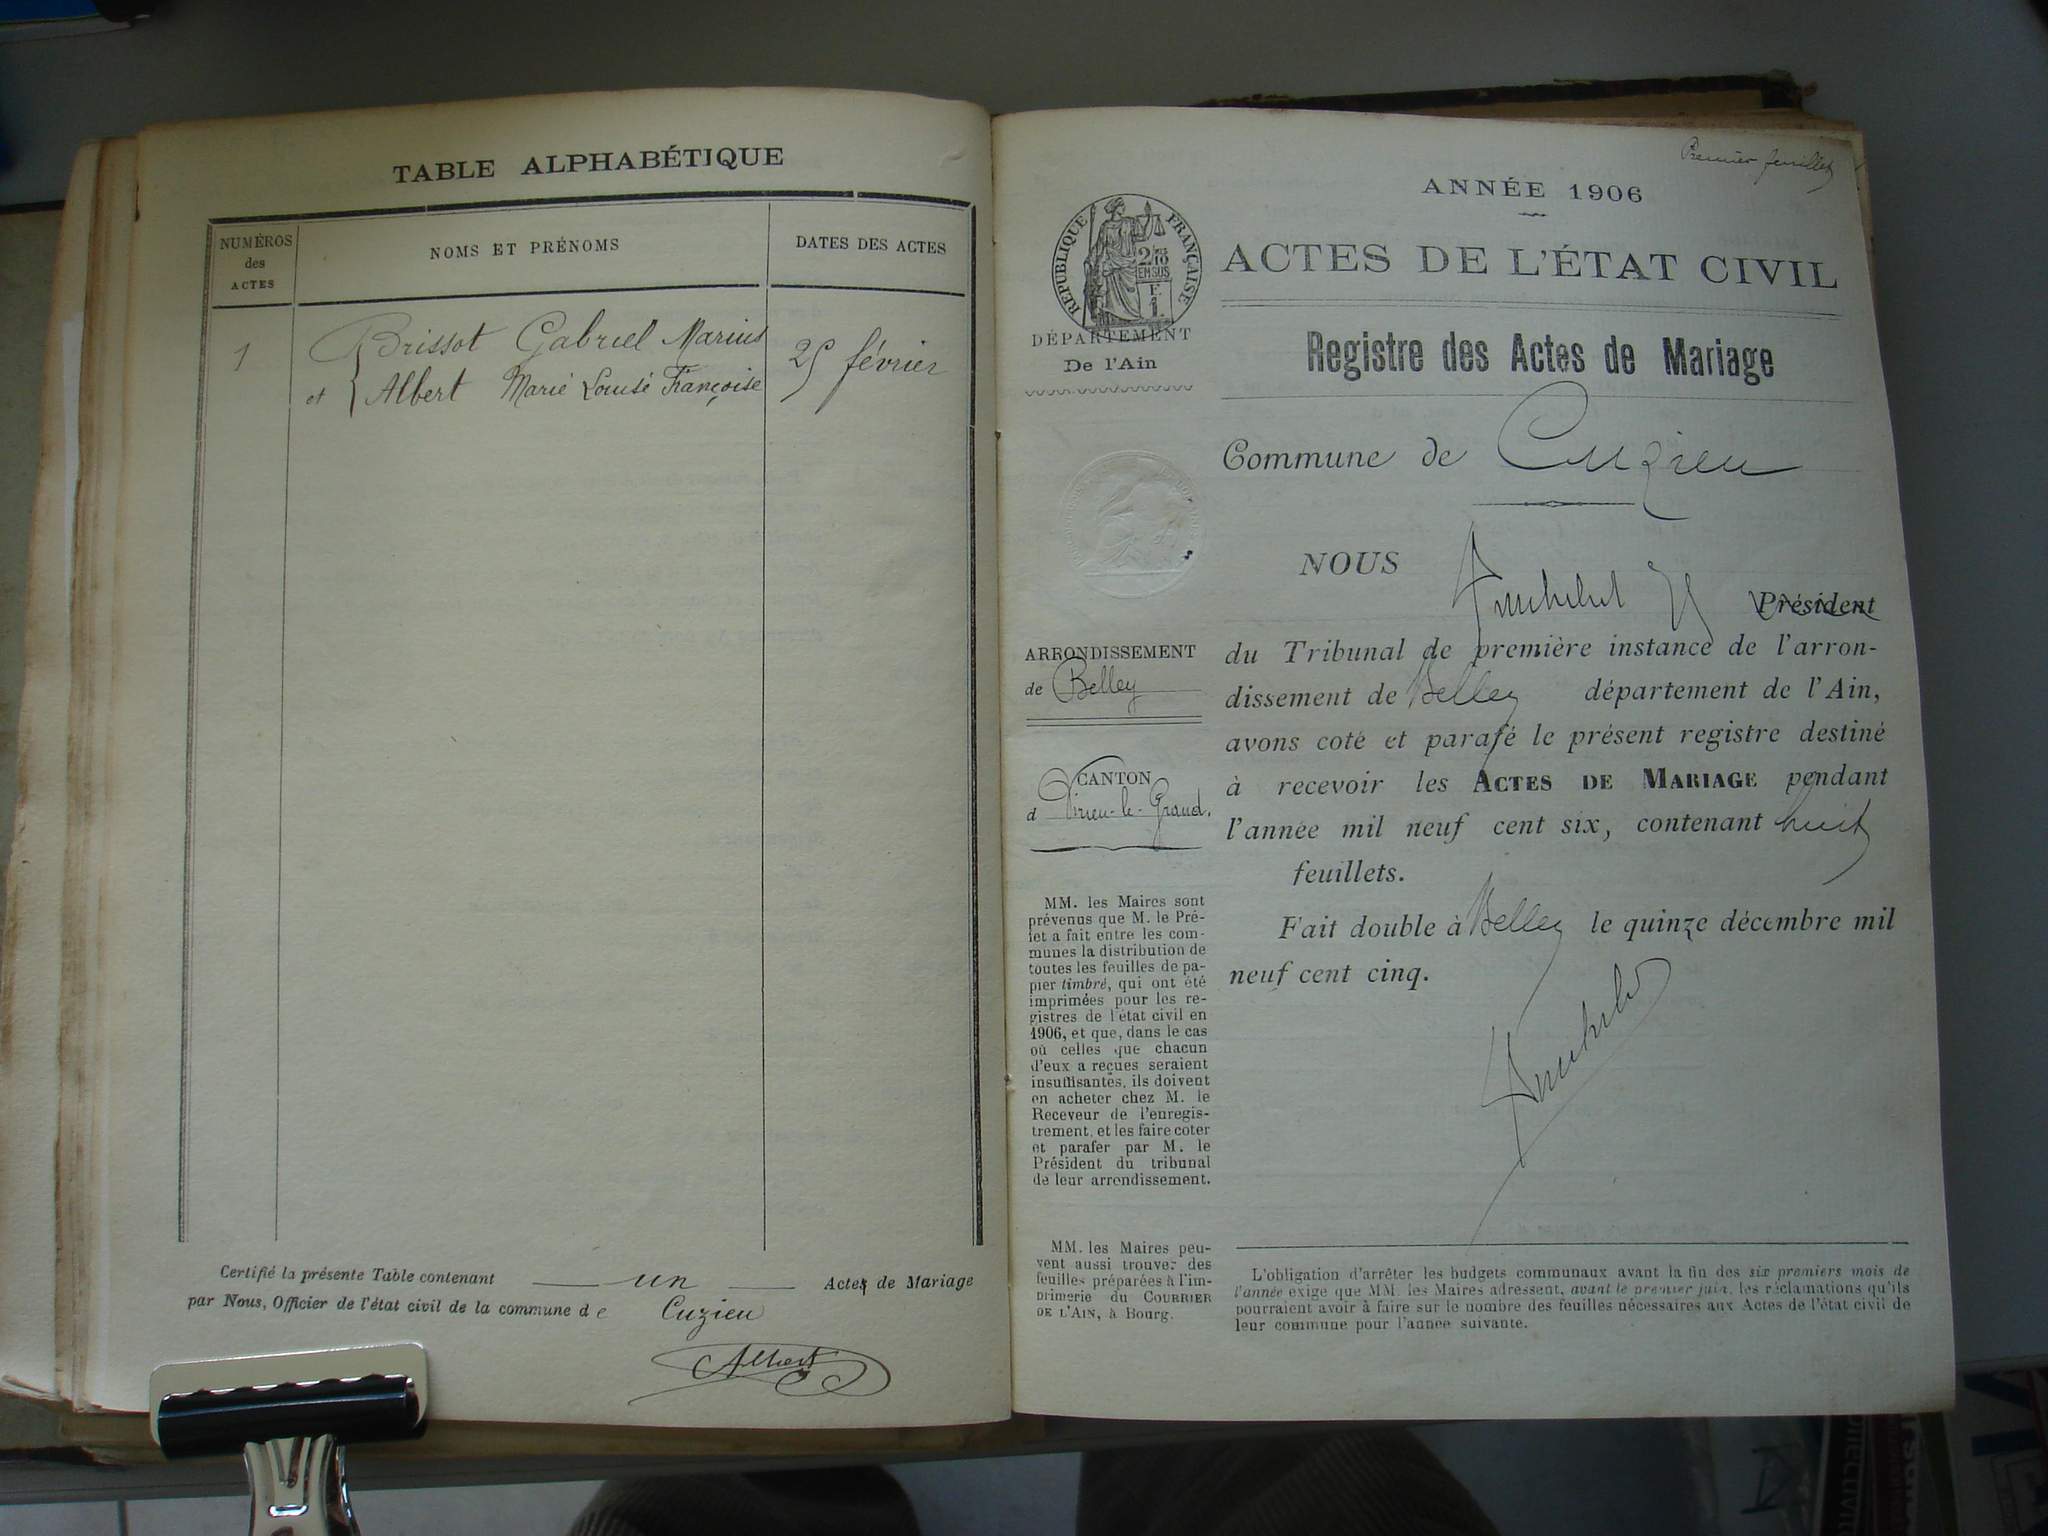 TABLE ALPHABÉTIQUE
NUMÉROS
des
ACTES
NOMS ET PRÉNOMS
DATES DES ACTES
1
Brissot Gabriel Marius
et Albert Marie Louise Françoise
25 février
Certifié la présente Table contenant un Actes de Mariage
par Nous, Officier de l'état civil de la commune de Cuzieu
Albert
Premier feuillet
ANNÉE 1906
RÉPUBLIQUE FRANÇAISE
EN SUS
ACTES DE L'ÉTAT CIVIL
DÉPARTEMENT
De l'Ain
Registre des Actes de Mariage
Commune de Cuzieu
NOUS
Président
ARRONDISSEMENT
de Belley
CANTON
d Virieu-le-Grand.
du Tribunal de première instance de l'arron-
dissement de Belley département de l'Ain,
avons coté et parafé le présent registre destiné
à recevoir les ACTES DE MARIAGE pendant
l'année mil neuf cent six, contenant huit
feuillets.
Fait double à Belley le quinze décembre mil
neuf cent cinq.
MM. les Maires sont
prévenus que M. le Pré-
fet a fait entre les com-
munes la distribution de
toutes les feuilles de pa-
pier timbré, qui ont été
imprimées pour les re-
gistres de l'état civil en
1906, et que, dans le cas
où celles que chacun
d'eux a reçues seraient
insuffisantes, ils doivent
en acheter chez M. le
Receveur de l'enregis-
trement, et les faire coter
et parafer par M. le
Président du tribunal
de leur arrondissement.
MM. les Maires peu-
vent aussi trouver des
feuilles préparées à l'im-
primerie du COURRIER
DE L'AIN, à Bourg.
L'obligation d'arrêter les budgets communaux avant la fin des six premiers mois de
l'année exige que MM. les Maires adressent, avant le premier juin, les réclamations qu'ils
pourraient avoir à faire sur le nombre des feuilles nécessaires aux Actes de l'état civil de
leur commune pour l'année suivante.